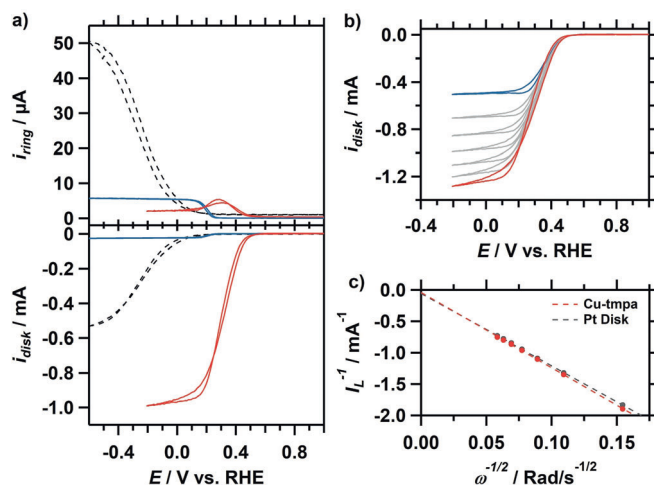 a)
50
40
30
20
10
0
i_ring / µA
0
-0.2
-0.4
-0.6
-0.8
-1.0
i_disk / mA
-0.4 0.0 0.4 0.8
E / V vs. RHE
b)
0.0
-0.4
-0.8
-1.2
i_disk / mA
-0.4 0.0 0.4 0.8
E / V vs. RHE
c)
0.0
-0.5
-1.0
-1.5
-2.0
I_L^-1 / mA^-1
Cu-tmpa
Pt Disk
0.00 0.05 0.10 0.15
ω^-1/2 / Rad/s^-1/2